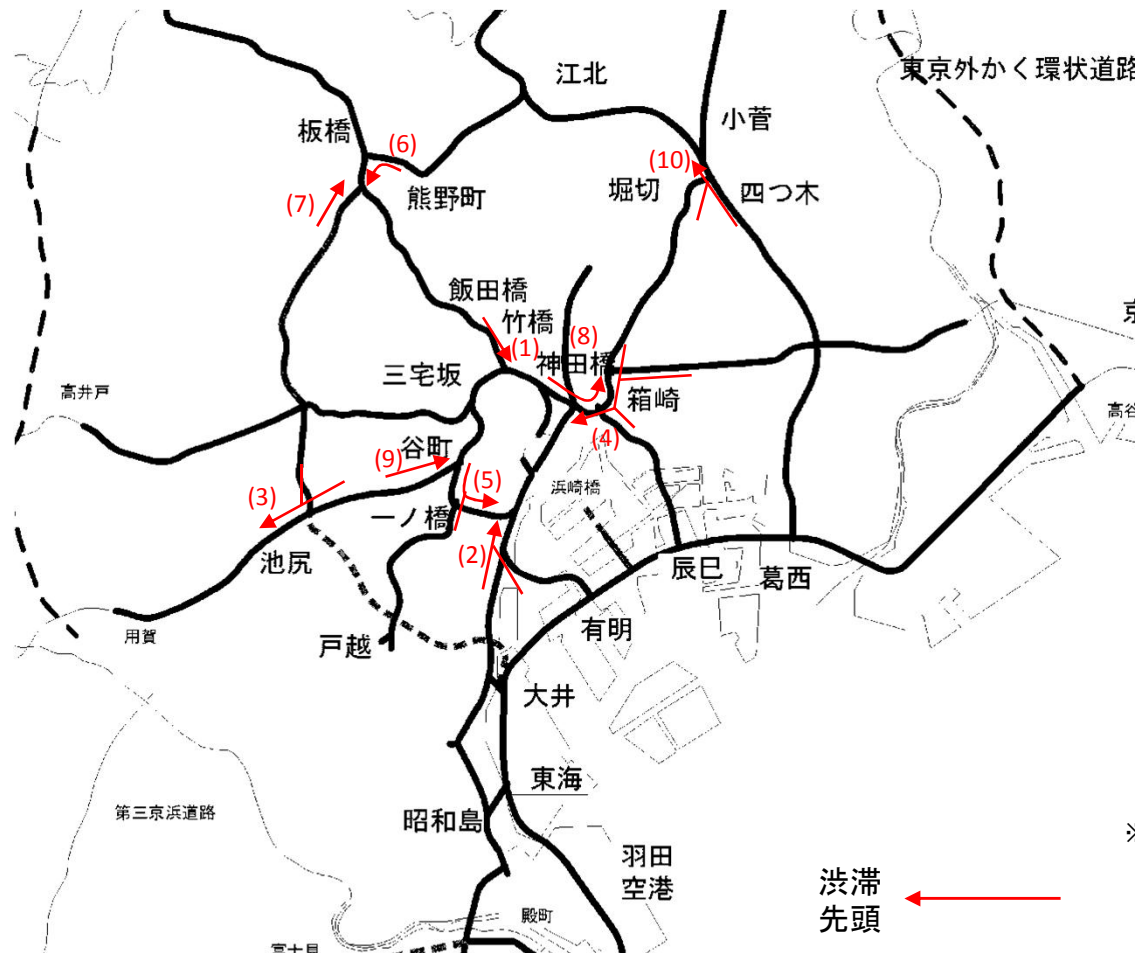 江北
東京外かく環状道路
小菅
板橋
(6)
(10)
堀切
四つ木
熊野町
(7)
飯田橋
竹橋
(1)
(8)
神田橋
三宅坂
高井戸
箱崎
高谷
(4)
谷町
(9)
(3)
(5)
浜崎橋
一ノ橋
池尻
(2)
辰巳
葛西
有明
用賀
戸越
大井
東海
第三京浜道路
昭和島
※
羽田
空港
渋滞
先頭
殿町